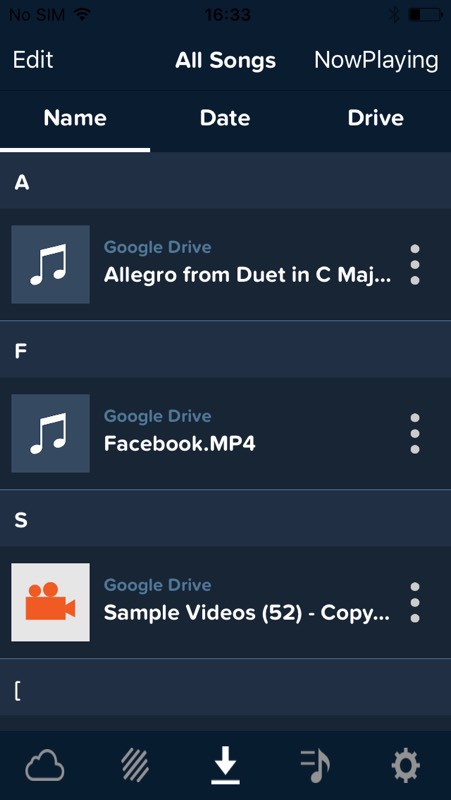 No SIM 16:33
Edit All Songs NowPlaying
Name Date Drive
A
Google Drive
Allegro from Duet in C Maj...
F
Google Drive
Facebook.MP4
S
Google Drive
Sample Videos (52) - Copy...
[